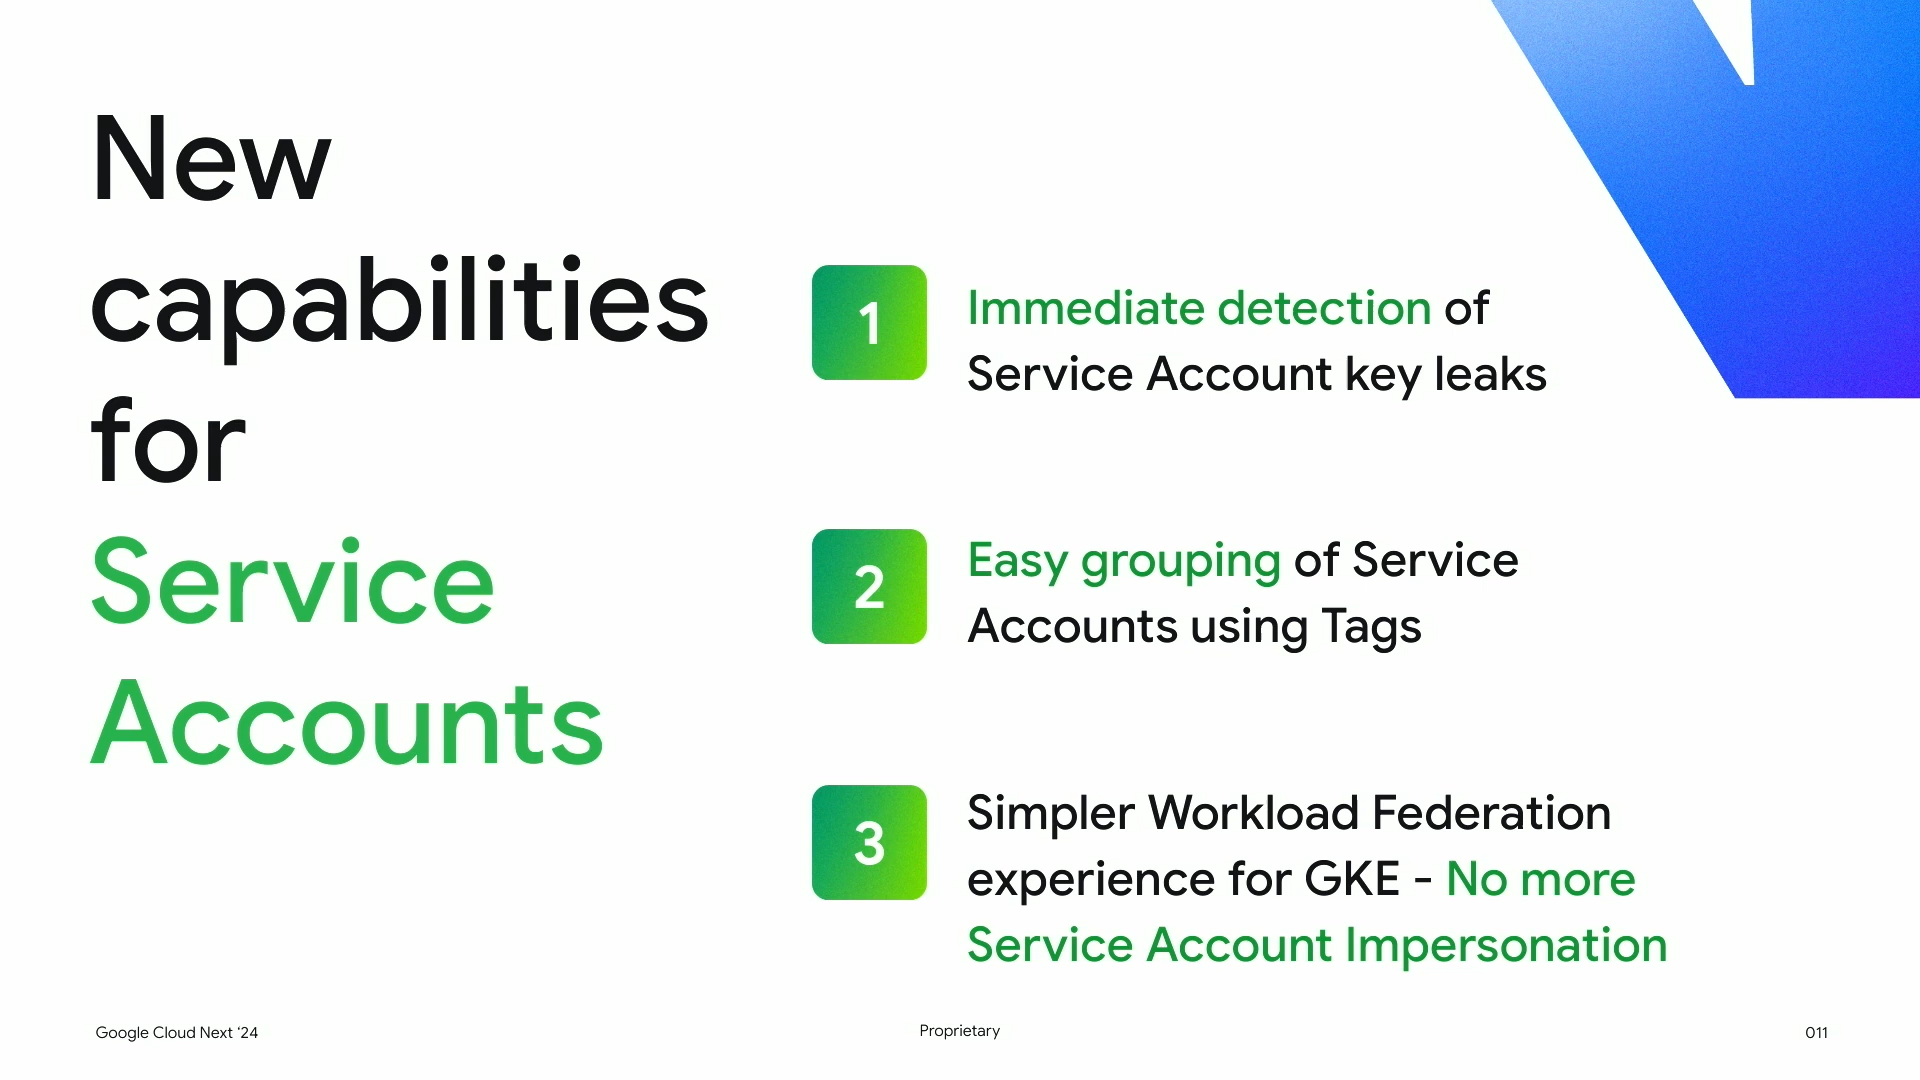 New
capabilities
for
Service
Accounts
1
Immediate detection of
Service Account key leaks
2
Easy grouping of Service
Accounts using Tags
3
Simpler Workload Federation
experience for GKE - No more
Service Account Impersonation
Google Cloud Next ‘24
Proprietary
011